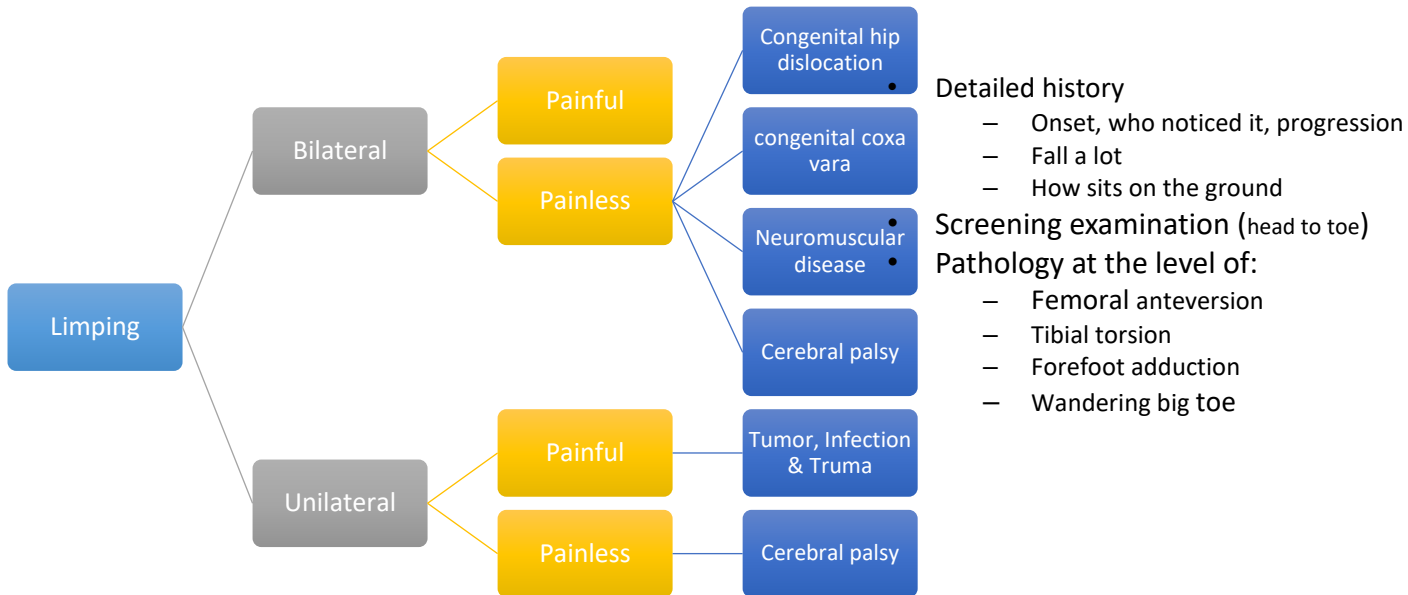 Limping
Bilateral
Painful
Painless
Congenital hip
dislocation
congenital coxa
vara
Neuromuscular
disease
Cerebral palsy
Unilateral
Painful
Tumor, Infection
& Truma
Painless
Cerebral palsy
• Detailed history
– Onset, who noticed it, progression
– Fall a lot
– How sits on the ground
• Screening examination (head to toe)
• Pathology at the level of:
– Femoral anteversion
– Tibial torsion
– Forefoot adduction
– Wandering big toe